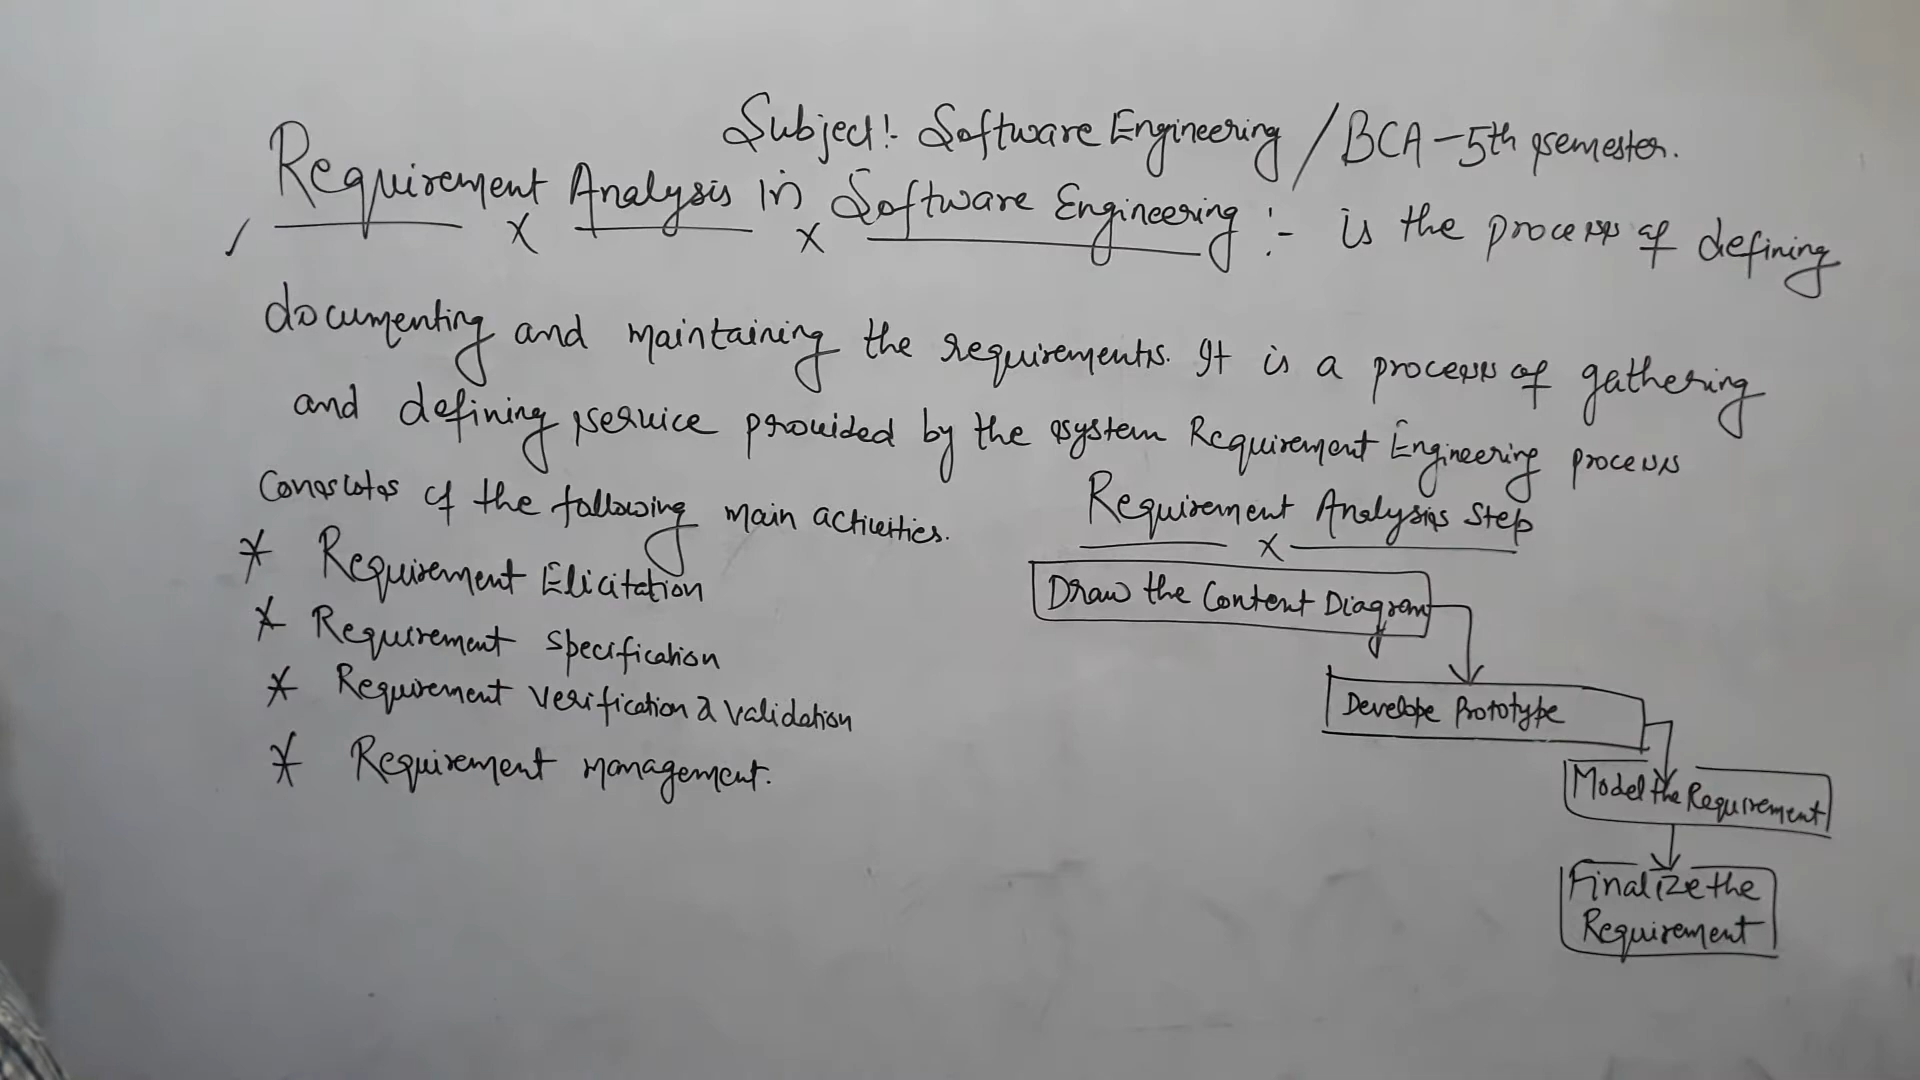 Subject:- Software Engineering / BCA-5th semester.
Requirement Analysis in Software Engineering :- is the process of defining
documenting and maintaining the requirements. It is a process of gathering
and defining service provided by the system Requirement Engineering process
of the following main activities.
* Requirement Elicitation
* Requirement specification
* Requirement verification & validation
* Requirement management.
Requirement Analysis Step
Draw the Content Diagram
Develope Prototype
Model the Requirement
Finalize the
Requirement